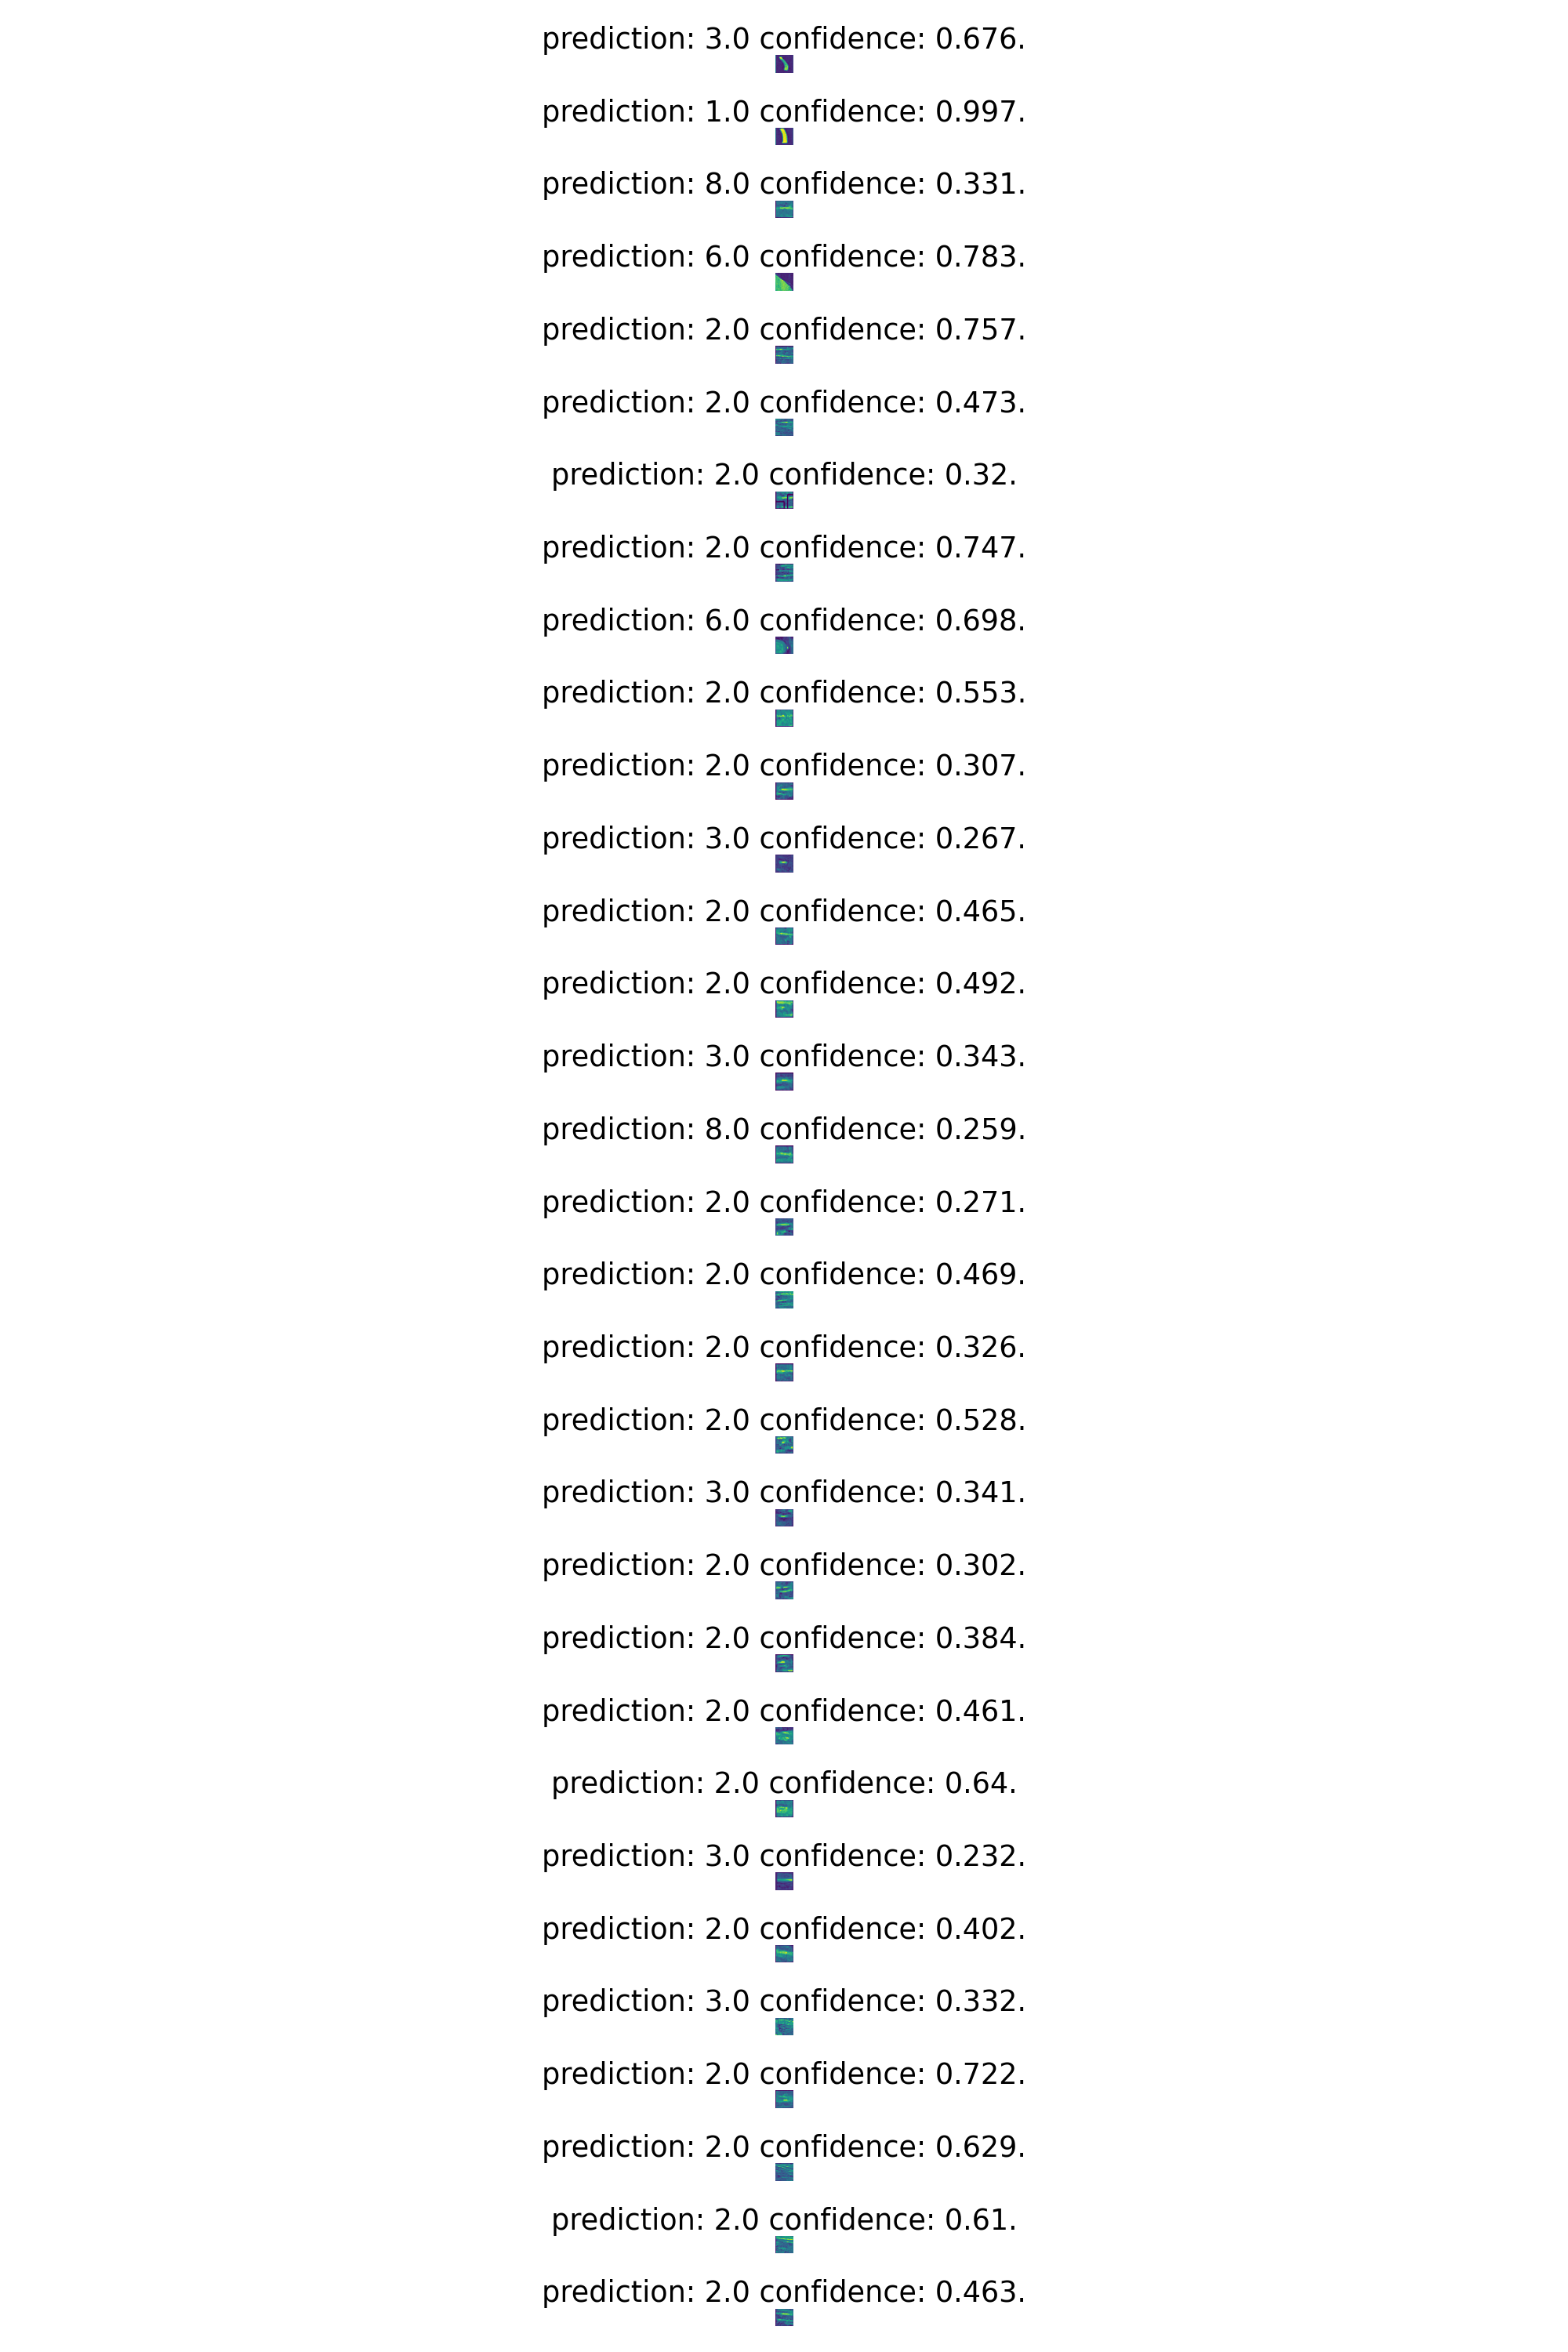 prediction: 3.0 confidence: 0.676.
prediction: 1.0 confidence: 0.997.
prediction: 8.0 confidence: 0.331.
prediction: 6.0 confidence: 0.783.
prediction: 2.0 confidence: 0.757.
prediction: 2.0 confidence: 0.473.
prediction: 2.0 confidence: 0.32.
prediction: 2.0 confidence: 0.747.
prediction: 6.0 confidence: 0.698.
prediction: 2.0 confidence: 0.553.
prediction: 2.0 confidence: 0.307.
prediction: 3.0 confidence: 0.267.
prediction: 2.0 confidence: 0.465.
prediction: 2.0 confidence: 0.492.
prediction: 3.0 confidence: 0.343.
prediction: 8.0 confidence: 0.259.
prediction: 2.0 confidence: 0.271.
prediction: 2.0 confidence: 0.469.
prediction: 2.0 confidence: 0.326.
prediction: 2.0 confidence: 0.528.
prediction: 3.0 confidence: 0.341.
prediction: 2.0 confidence: 0.302.
prediction: 2.0 confidence: 0.384.
prediction: 2.0 confidence: 0.461.
prediction: 2.0 confidence: 0.64.
prediction: 3.0 confidence: 0.232.
prediction: 2.0 confidence: 0.402.
prediction: 3.0 confidence: 0.332.
prediction: 2.0 confidence: 0.722.
prediction: 2.0 confidence: 0.629.
prediction: 2.0 confidence: 0.61.
prediction: 2.0 confidence: 0.463.